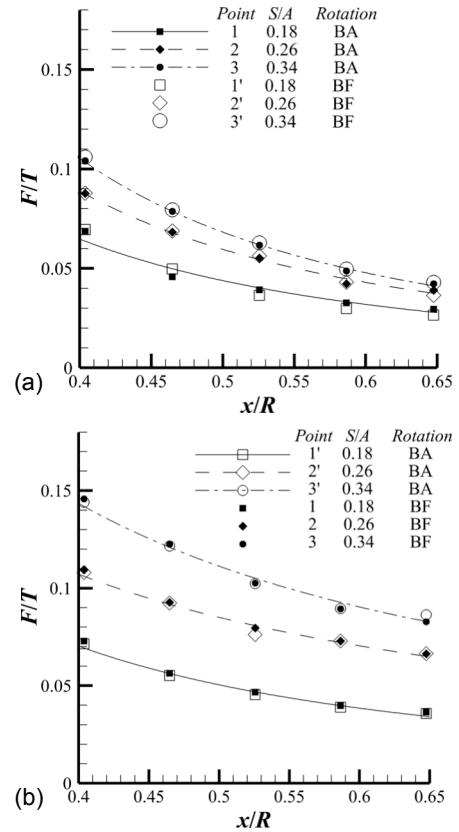 Point S/A Rotation
1 0.18 BA
2 0.26 BA
3 0.34 BA
1' 0.18 BF
2' 0.26 BF
3' 0.34 BF
0.15
0.1
0.05
0
F/T
0.4 0.45 0.5 0.55 0.6 0.65
x/R
(a)
Point S/A Rotation
1' 0.18 BA
2' 0.26 BA
3' 0.34 BA
1 0.18 BF
2 0.26 BF
3 0.34 BF
0.15
0.1
0.05
0
F/T
0.4 0.45 0.5 0.55 0.6 0.65
x/R
(b)